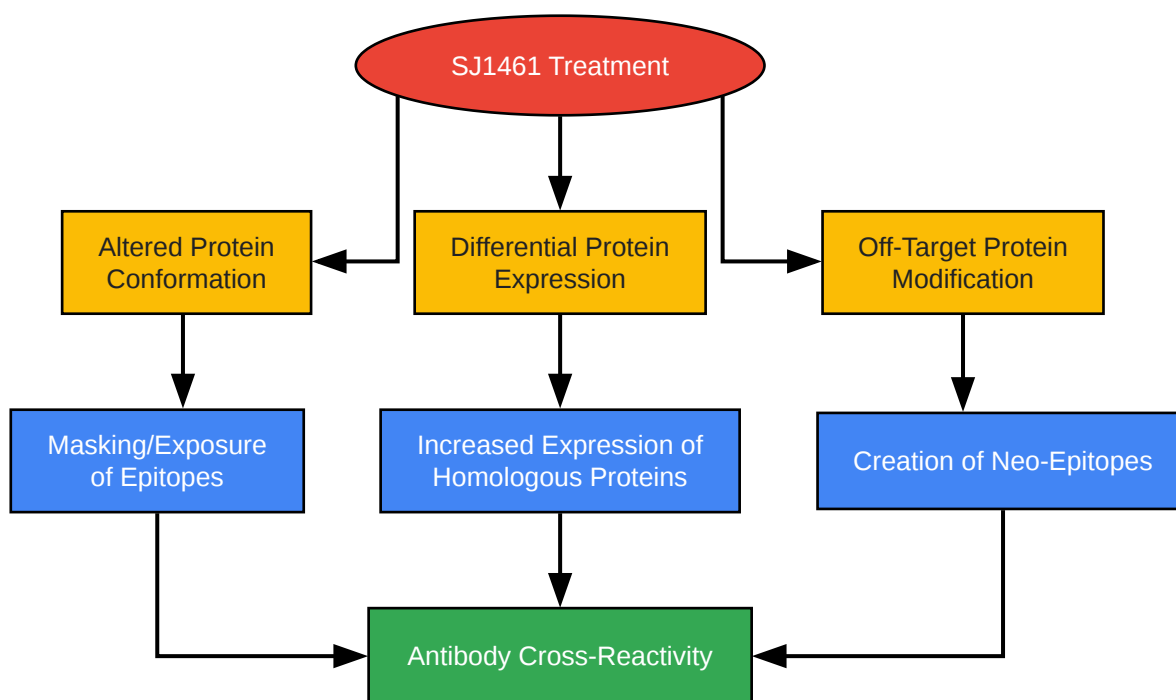 SJ1461 Treatment
Altered Protein
Conformation
Differential Protein
Expression
Off-Target Protein
Modification
Masking/Exposure
of Epitopes
Increased Expression of
Homologous Proteins
Creation of Neo-Epitopes
Antibody Cross-Reactivity